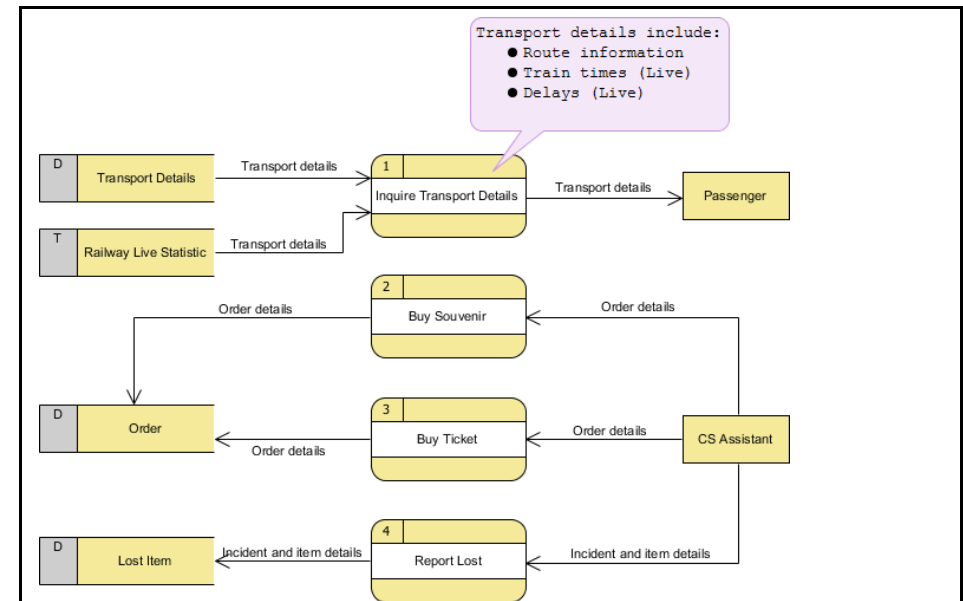 Transport details include:
● Route information
● Train times (Live)
● Delays (Live)
D
Transport Details
Transport details
1
Inquire Transport Details
Transport details
Passenger
T
Railway Live Statistic
Transport details
2
Buy Souvenir
Order details
Order details
D
Order
Order details
3
Buy Ticket
Order details
CS Assistant
D
Lost Item
Incident and item details
4
Report Lost
Incident and item details